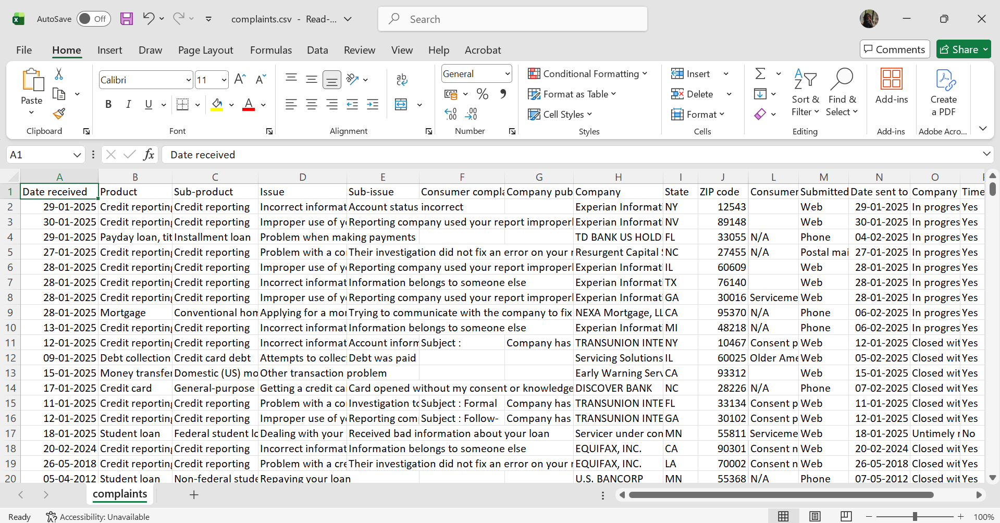 AutoSave Off complaints.csv - Read-... Search
File Home Insert Draw Page Layout Formulas Data Review View Help Acrobat Comments Share
Paste Calibri 11 B I U A General Conditional Formatting Format as Table Cell Styles Insert Delete Format Sort & Filter Find & Select Add-ins Create a PDF
Clipboard Font Alignment Number Styles Cells Editing Add-ins Adobe Acro...
A1 fx Date received
A B C D E F G H I J L M N O
1 Date received Product Sub-product Issue Sub-issue Consumer compla Company pub Company State ZIP code Consumer Submitted Date sent to Company Time
2 29-01-2025 Credit reporting Credit reporting Incorrect informat Account status incorrect Experian Informati NY 12543 Web 29-01-2025 In progres Yes
3 30-01-2025 Credit reporting Credit reporting Improper use of yo Reporting company used your report improperl Experian Informati NV 89148 Web 30-01-2025 In progres Yes
4 29-01-2025 Payday loan, tit Installment loan Problem when making payments TD BANK US HOLD FL 33055 N/A Phone 04-02-2025 In progres Yes
5 27-01-2025 Credit reporting Credit reporting Problem with a co Their investigation did not fix an error on your r Resurgent Capital S NC 27455 N/A Postal mai 27-01-2025 In progres Yes
6 28-01-2025 Credit reporting Credit reporting Improper use of yo Reporting company used your report improperl Experian Informati IL 60609 Web 28-01-2025 In progres Yes
7 28-01-2025 Credit reporting Credit reporting Incorrect informat Information belongs to someone else Experian Informati TX 76140 Web 28-01-2025 In progres Yes
8 28-01-2025 Credit reporting Credit reporting Improper use of yo Reporting company used your report improperl Experian Informati GA 30016 Serviceme Web 28-01-2025 In progres Yes
9 28-01-2025 Mortgage Conventional hom Applying for a mor Trying to communicate with the company to fix NEXA Mortgage, LL CA 95370 N/A Phone 06-02-2025 In progres Yes
10 13-01-2025 Credit reporting Credit reporting Incorrect informat Information belongs to someone else Experian Informati MI 48218 N/A Phone 06-02-2025 In progres Yes
11 12-01-2025 Credit reporting Credit reporting Incorrect informat Account inform Subject : Company has TRANSUNION INTE NY 10467 Consent p Web 12-01-2025 Closed wit Yes
12 09-01-2025 Debt collection Credit card debt Attempts to collec Debt was paid Servicing Solutions IL 60025 Older Ame Web 05-02-2025 Closed wit Yes
13 15-01-2025 Money transfer Domestic (US) mo Other transaction problem Early Warning Serv CA 93312 Web 15-01-2025 Closed wit Yes
14 17-01-2025 Credit card General-purpose Getting a credit ca Card opened without my consent or knowledge DISCOVER BANK NC 28226 N/A Phone 07-02-2025 Closed wit Yes
15 11-01-2025 Credit reporting Credit reporting Problem with a co Investigation to Subject : Formal Company has TRANSUNION INTE FL 33134 Consent p Web 11-01-2025 Closed wit Yes
16 12-01-2025 Credit reporting Credit reporting Improper use of yo Reporting com Subject : Follow- Company has TRANSUNION INTE GA 30102 Consent p Web 12-01-2025 Closed wit Yes
17 18-01-2025 Student loan Federal student lo Dealing with your Received bad information about your loan Servicer under con MN 55811 Serviceme Web 18-01-2025 Untimely r No
18 20-02-2024 Credit reporting Credit reporting Incorrect informat Information belongs to someone else EQUIFAX, INC. CA 90301 Consent n Web 20-02-2024 Closed wit Yes
19 26-05-2018 Credit reporting Credit reporting Problem with a cre Their investigation did not fix an error on your r EQUIFAX, INC. LA 70002 Consent n Web 26-05-2018 Closed wit Yes
20 05-04-2012 Student loan Non-federal stude Repaying your loan U.S. BANCORP MN 55368 N/A Phone 07-05-2012 Closed wit Yes
complaints
Ready Accessibility: Unavailable 100%